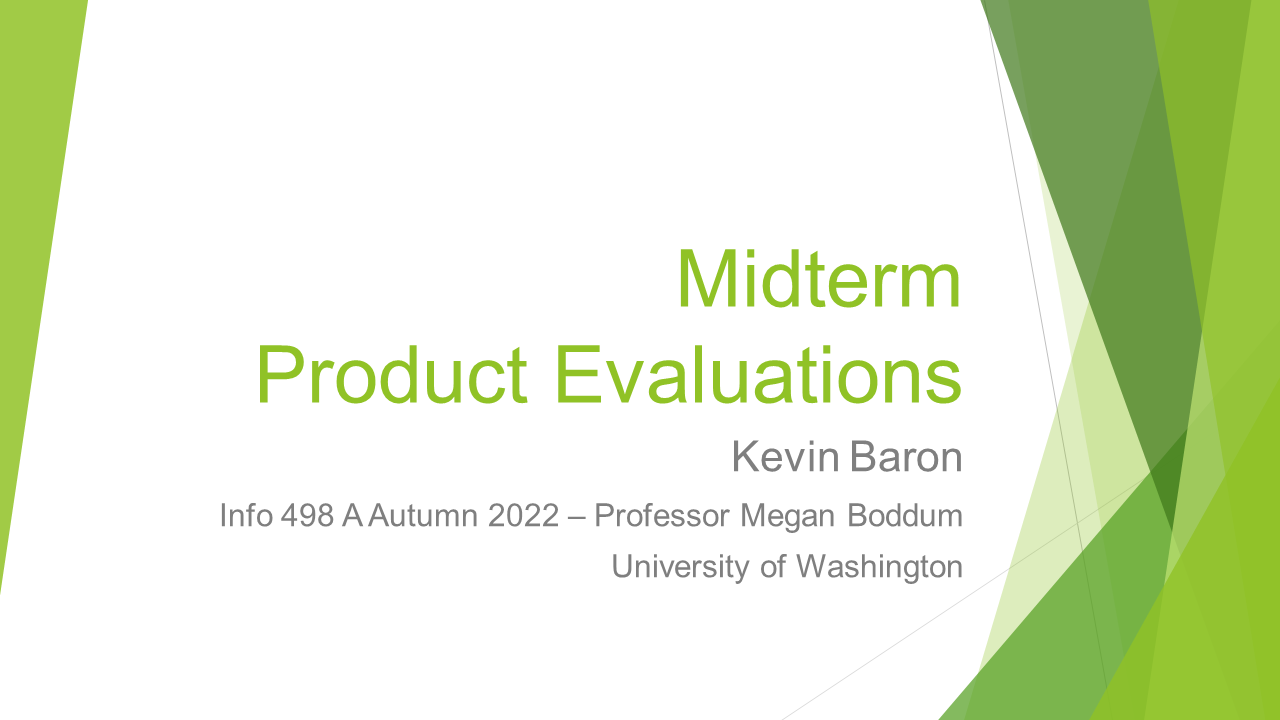 Midterm
Product Evaluations
Kevin Baron
Info 498 A Autumn 2022 – Professor Megan Boddum
University of Washington